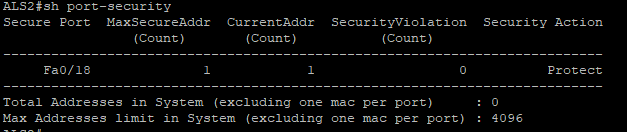 ALS2#sh port-security
Secure Port  MaxSecureAddr  CurrentAddr  SecurityViolation  Security Action
                (Count)       (Count)          (Count)
---------------------------------------------------------------------------
     Fa0/18              1            1                  0         Protect
---------------------------------------------------------------------------
Total Addresses in System (excluding one mac per port)     : 0
Max Addresses limit in System (excluding one mac per port) : 4096
ALS2#